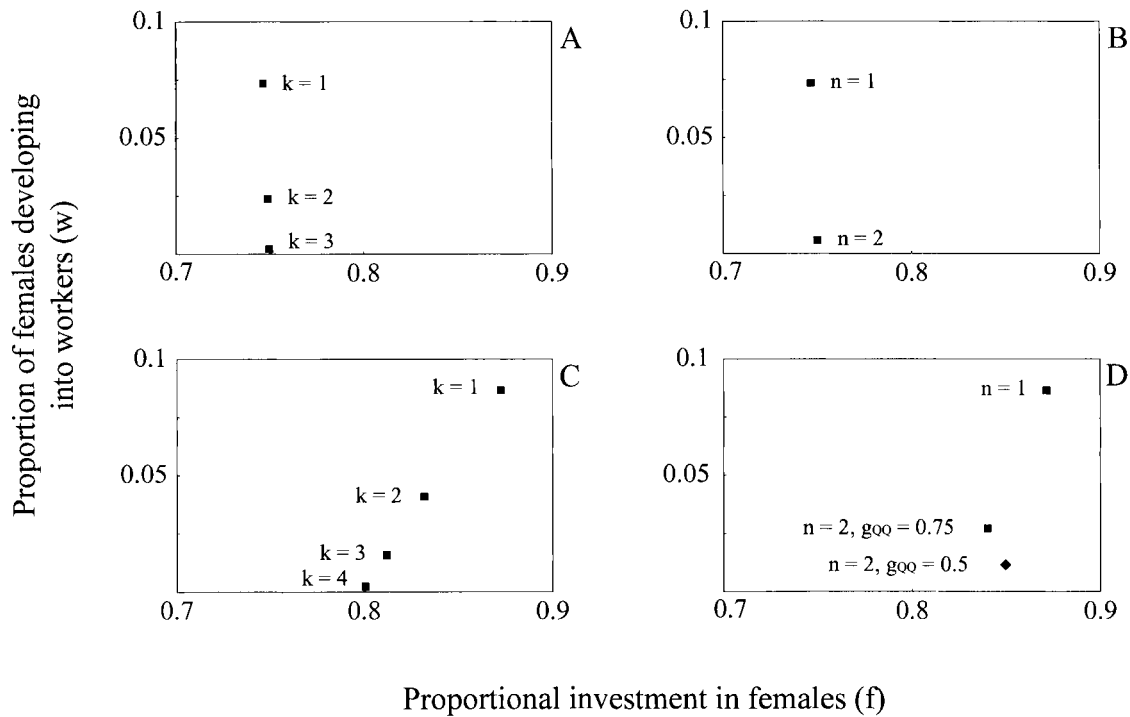 Proportion of females developing
into workers (w)
A
0.1
0.05
k = 1
k = 2
k = 3
0.7 0.8 0.9
B
0.1
0.05
n = 1
n = 2
0.7 0.8 0.9
C
0.1
0.05
k = 1
k = 2
k = 3
k = 4
0.7 0.8 0.9
D
0.1
0.05
n = 1
n = 2, gQQ = 0.75
n = 2, gQQ = 0.5
0.7 0.8 0.9
Proportional investment in females (f)